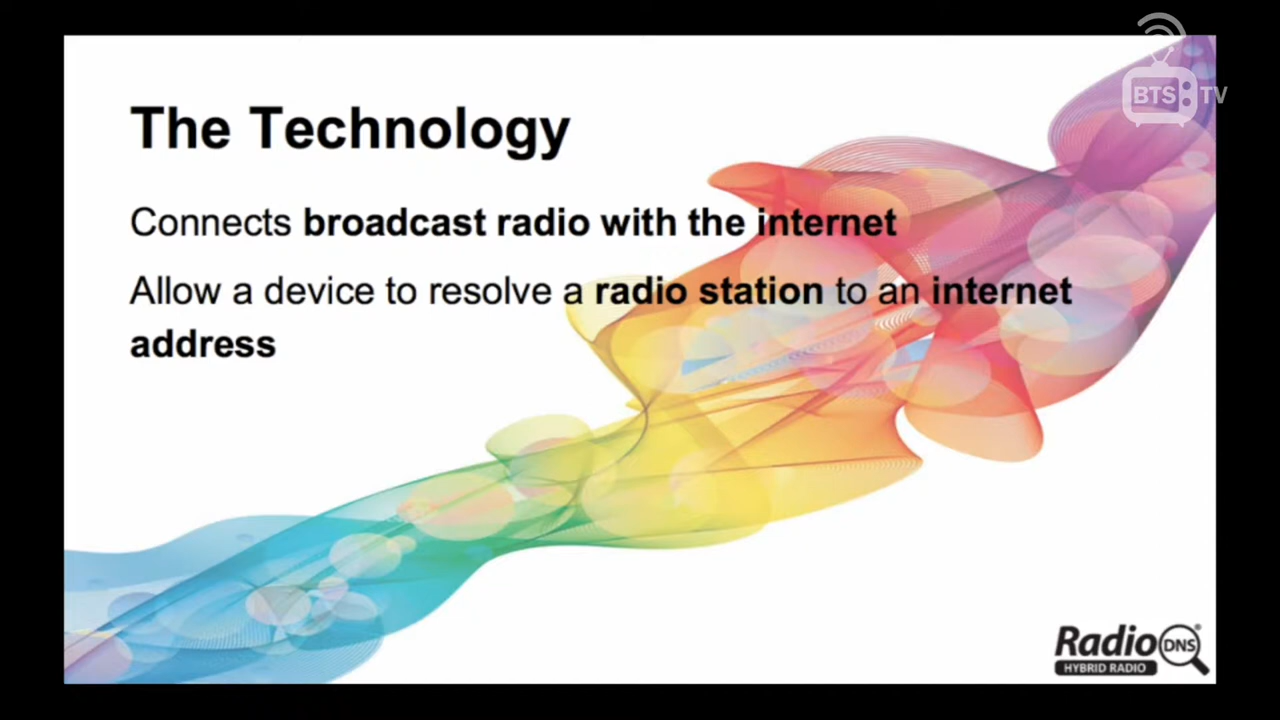 BTS TV
The Technology
Connects broadcast radio with the internet
Allow a device to resolve a radio station to an internet
address
Radio DNS®
HYBRID RADIO